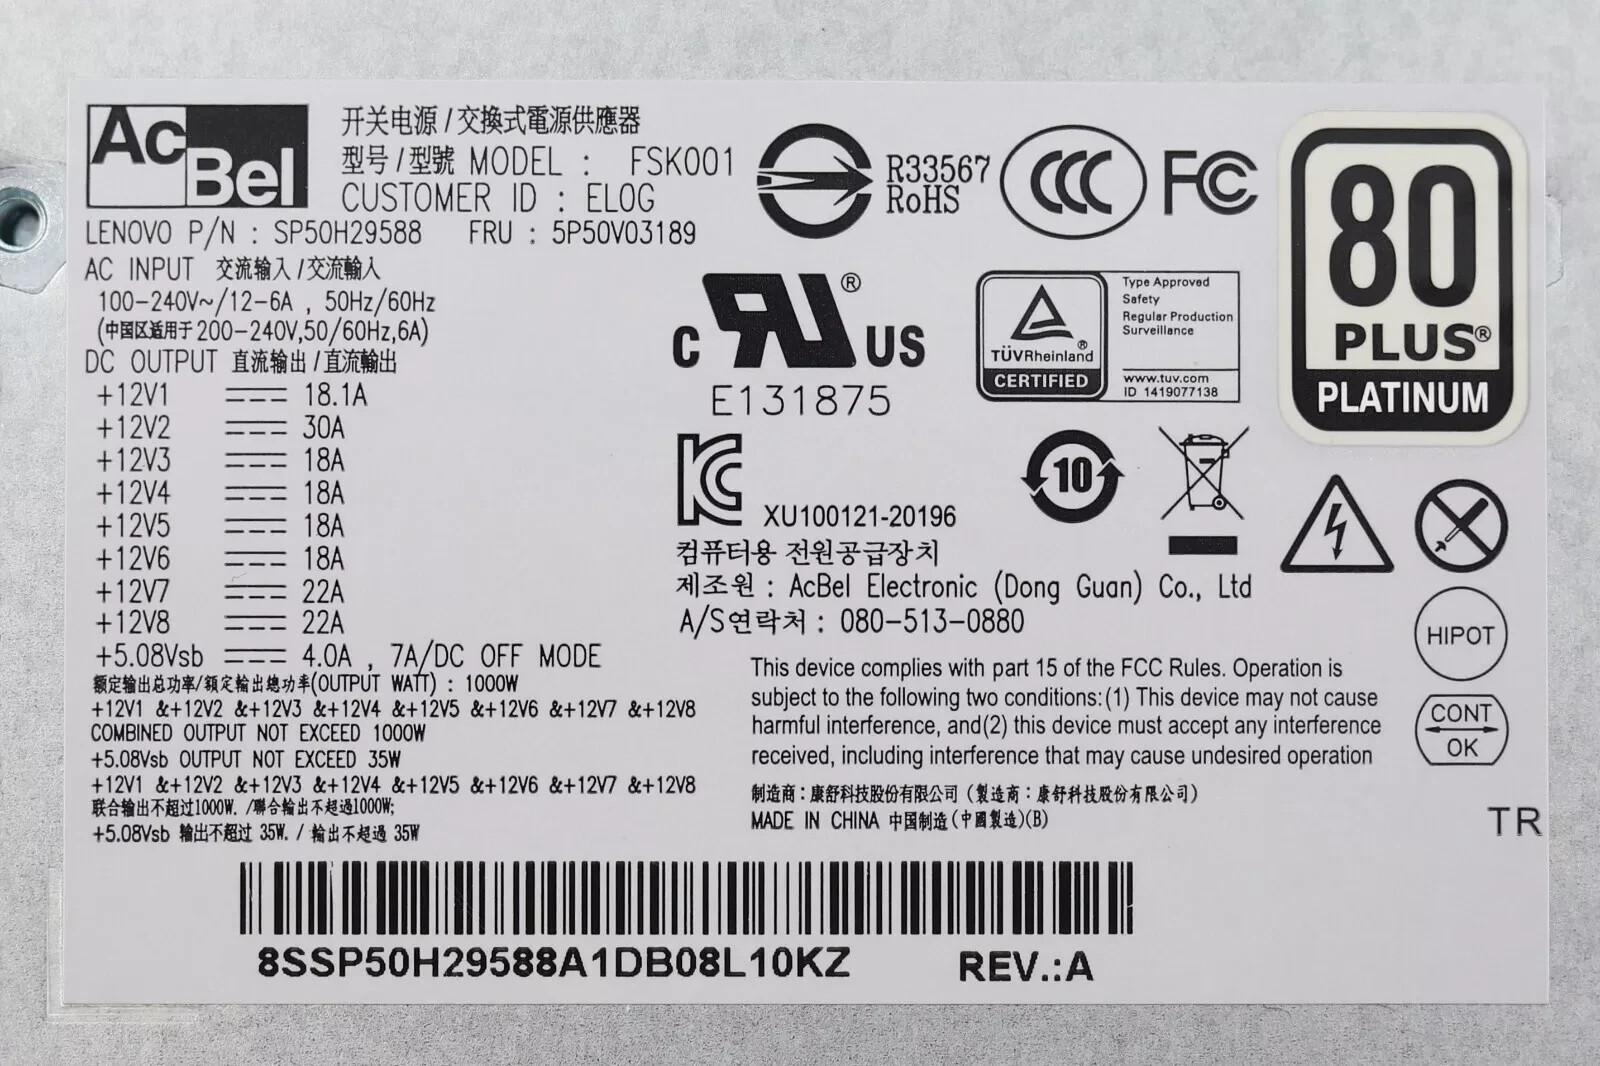 AcBel
开关电源/交換式電源供應器
型号/型號 MODEL : FSK001
CUSTOMER ID : ELOG
LENOVO P/N : SP50H29588 FRU : 5P50V03189
AC INPUT 交流输入/交流輸入
100-240V~/12-6A , 50Hz/60Hz
(中国区适用于200-240V,50/60Hz,6A)
DC OUTPUT 直流输出/直流輸出
+12V1 18.1A
+12V2 30A
+12V3 18A
+12V4 18A
+12V5 18A
+12V6 18A
+12V7 22A
+12V8 22A
+5.08Vsb 4.0A , 7A/DC OFF MODE
额定输出总功率/額定輸出總功率(OUTPUT WATT) : 1000W
+12V1 &+12V2 &+12V3 &+12V4 &+12V5 &+12V6 &+12V7 &+12V8
COMBINED OUTPUT NOT EXCEED 1000W
+5.08Vsb OUTPUT NOT EXCEED 35W
+12V1 &+12V2 &+12V3 &+12V4 &+12V5 &+12V6 &+12V7 &+12V8
联合输出不超过1000W. /聯合輸出不超過1000W;
+5.08Vsb 输出不超过 35W. / 輸出不超過 35W
R33567
RoHS
CCC
FC
80
PLUS®
PLATINUM
c RU® US
E131875
TÜVRheinland®
CERTIFIED
Type Approved
Safety
Regular Production
Surveillance
www.tuv.com
ID 1419077138
KC
XU100121-20196
10
컴퓨터용 전원공급장치
제조원 : AcBel Electronic (Dong Guan) Co., Ltd
A/S연락처 : 080-513-0880
HIPOT
CONT
OK
This device complies with part 15 of the FCC Rules. Operation is
subject to the following two conditions:(1) This device may not cause
harmful interference, and(2) this device must accept any interference
received, including interference that may cause undesired operation
制造商:康舒科技股份有限公司(製造商:康舒科技股份有限公司)
MADE IN CHINA 中国制造(中國製造)(B)
TR
8SSP50H29588A1DB08L10KZ REV.:A